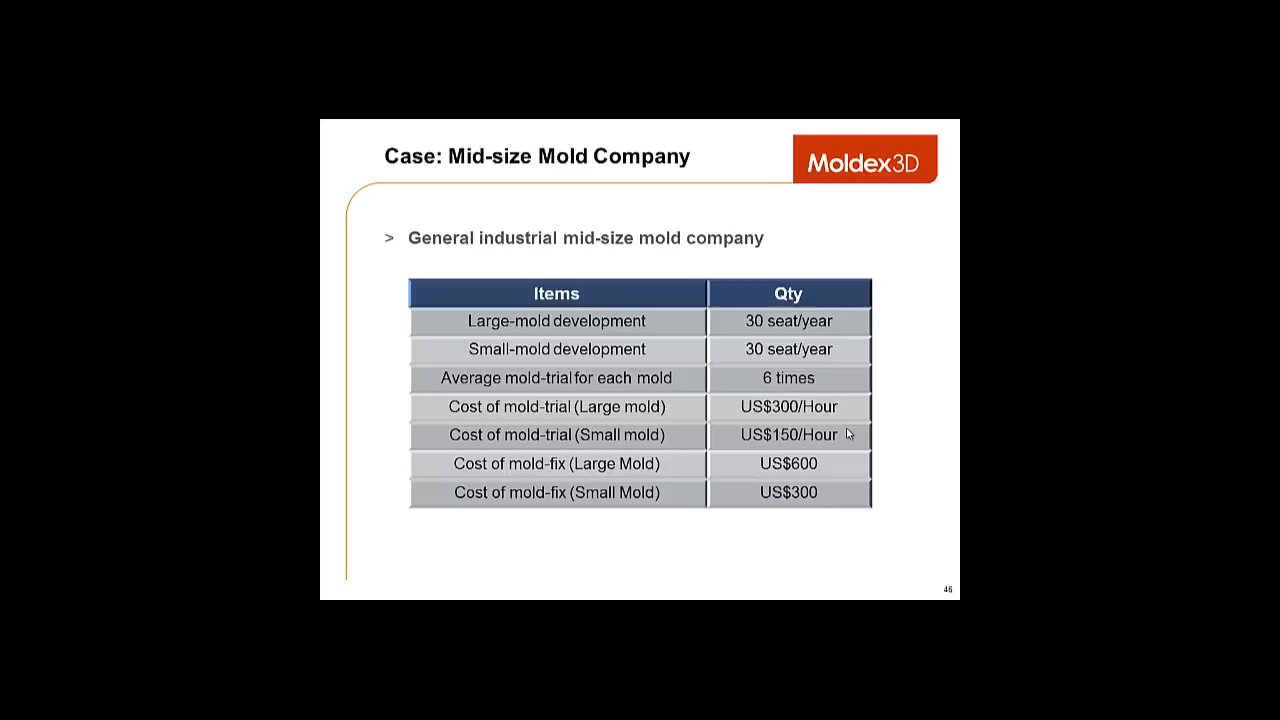 Case: Mid-size Mold Company
Moldex3D
> General industrial mid-size mold company
Items Qty
Large-mold development 30 seat/year
Small-mold development 30 seat/year
Average mold-trial for each mold 6 times
Cost of mold-trial (Large mold) US$300/Hour
Cost of mold-trial (Small mold) US$150/Hour
Cost of mold-fix (Large Mold) US$600
Cost of mold-fix (Small Mold) US$300
46